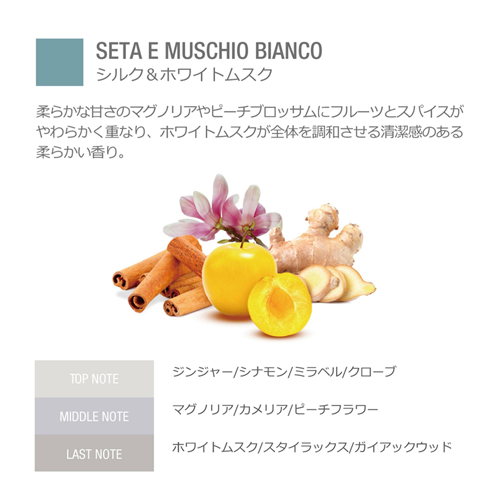 SETA E MUSCHIO BIANCO
シルク＆ホワイトムスク
柔らかな甘さのマグノリアやピーチブロッサムにフルーツとスパイスが
やわらかく重なり、ホワイトムスクが全体を調和させる清潔感のある
柔らかい香り。
TOP NOTE
ジンジャー/シナモン/ミラベル/クローブ
MIDDLE NOTE
マグノリア/カメリア/ピーチフラワー
LAST NOTE
ホワイトムスク/スタイラックス/ガイアックウッド